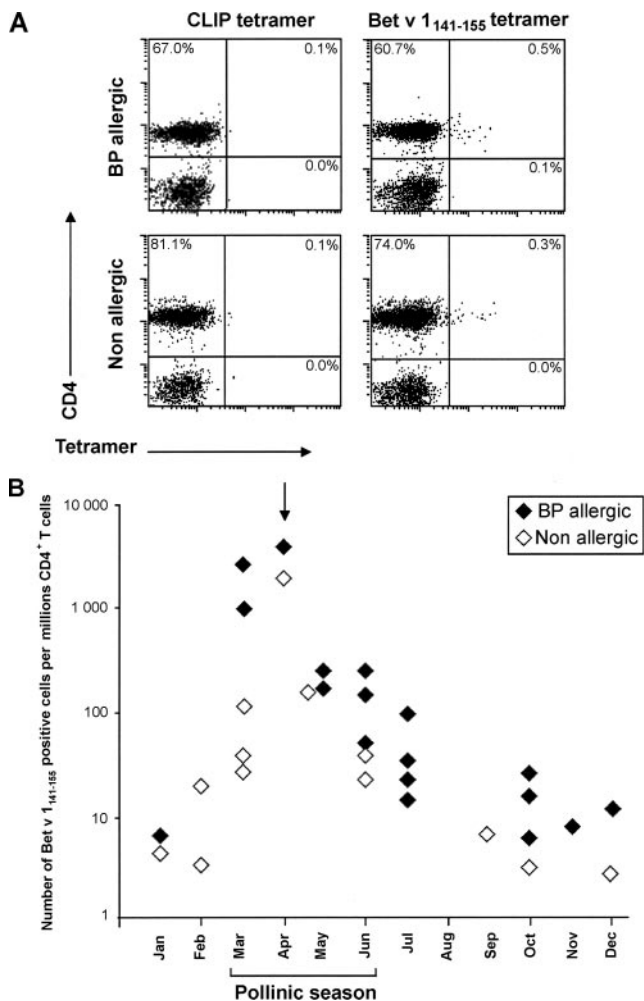 A
CLIP tetramer
Bet v 1141-155 tetramer
67.0% 0.1%
60.7% 0.5%
BP allergic
0.0%
0.1%
81.1% 0.1%
74.0% 0.3%
Non allergic
0.0%
0.0%
CD4
Tetramer
B
Number of Bet v 1141-155 positive cells per millions CD4+ T cells
10 000
1 000
100
10
1
BP allergic
Non allergic
Jan Feb Mar Apr May Jun Jul Aug Sep Oct Nov Dec
Pollinic season